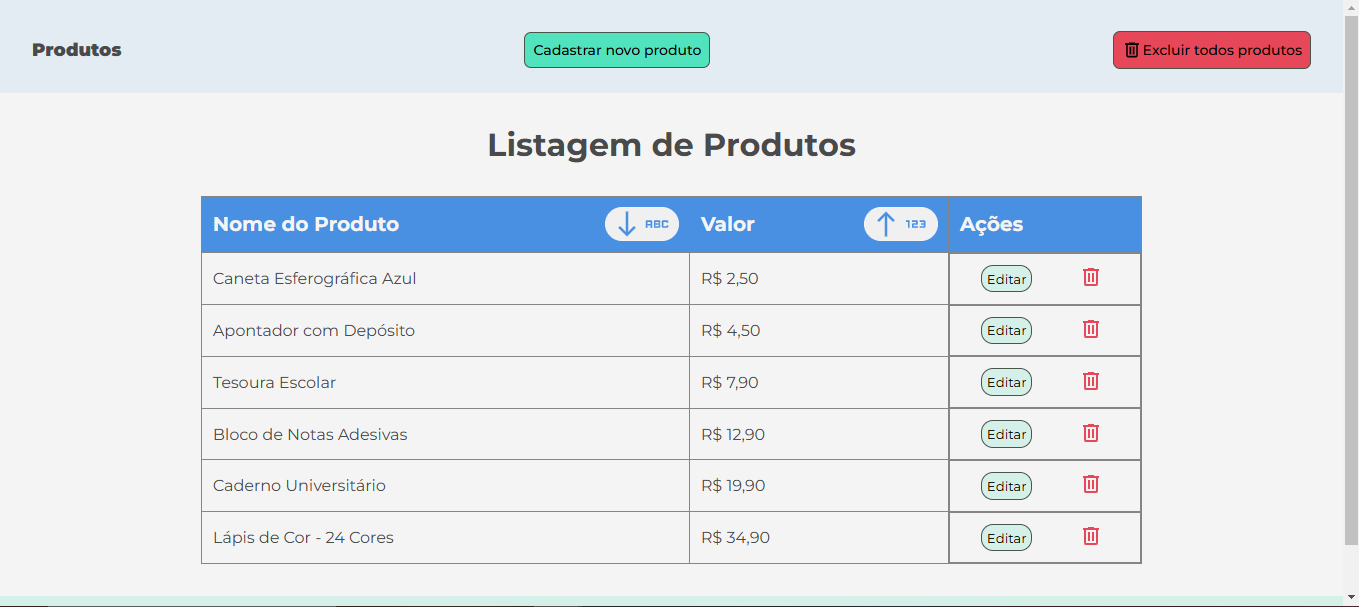 Produtos
Cadastrar novo produto
Excluir todos produtos
Listagem de Produtos
Nome do Produto ABC Valor 123 Ações
Caneta Esferográfica Azul R$ 2,50 Editar
Apontador com Depósito R$ 4,50 Editar
Tesoura Escolar R$ 7,90 Editar
Bloco de Notas Adesivas R$ 12,90 Editar
Caderno Universitário R$ 19,90 Editar
Lápis de Cor - 24 Cores R$ 34,90 Editar